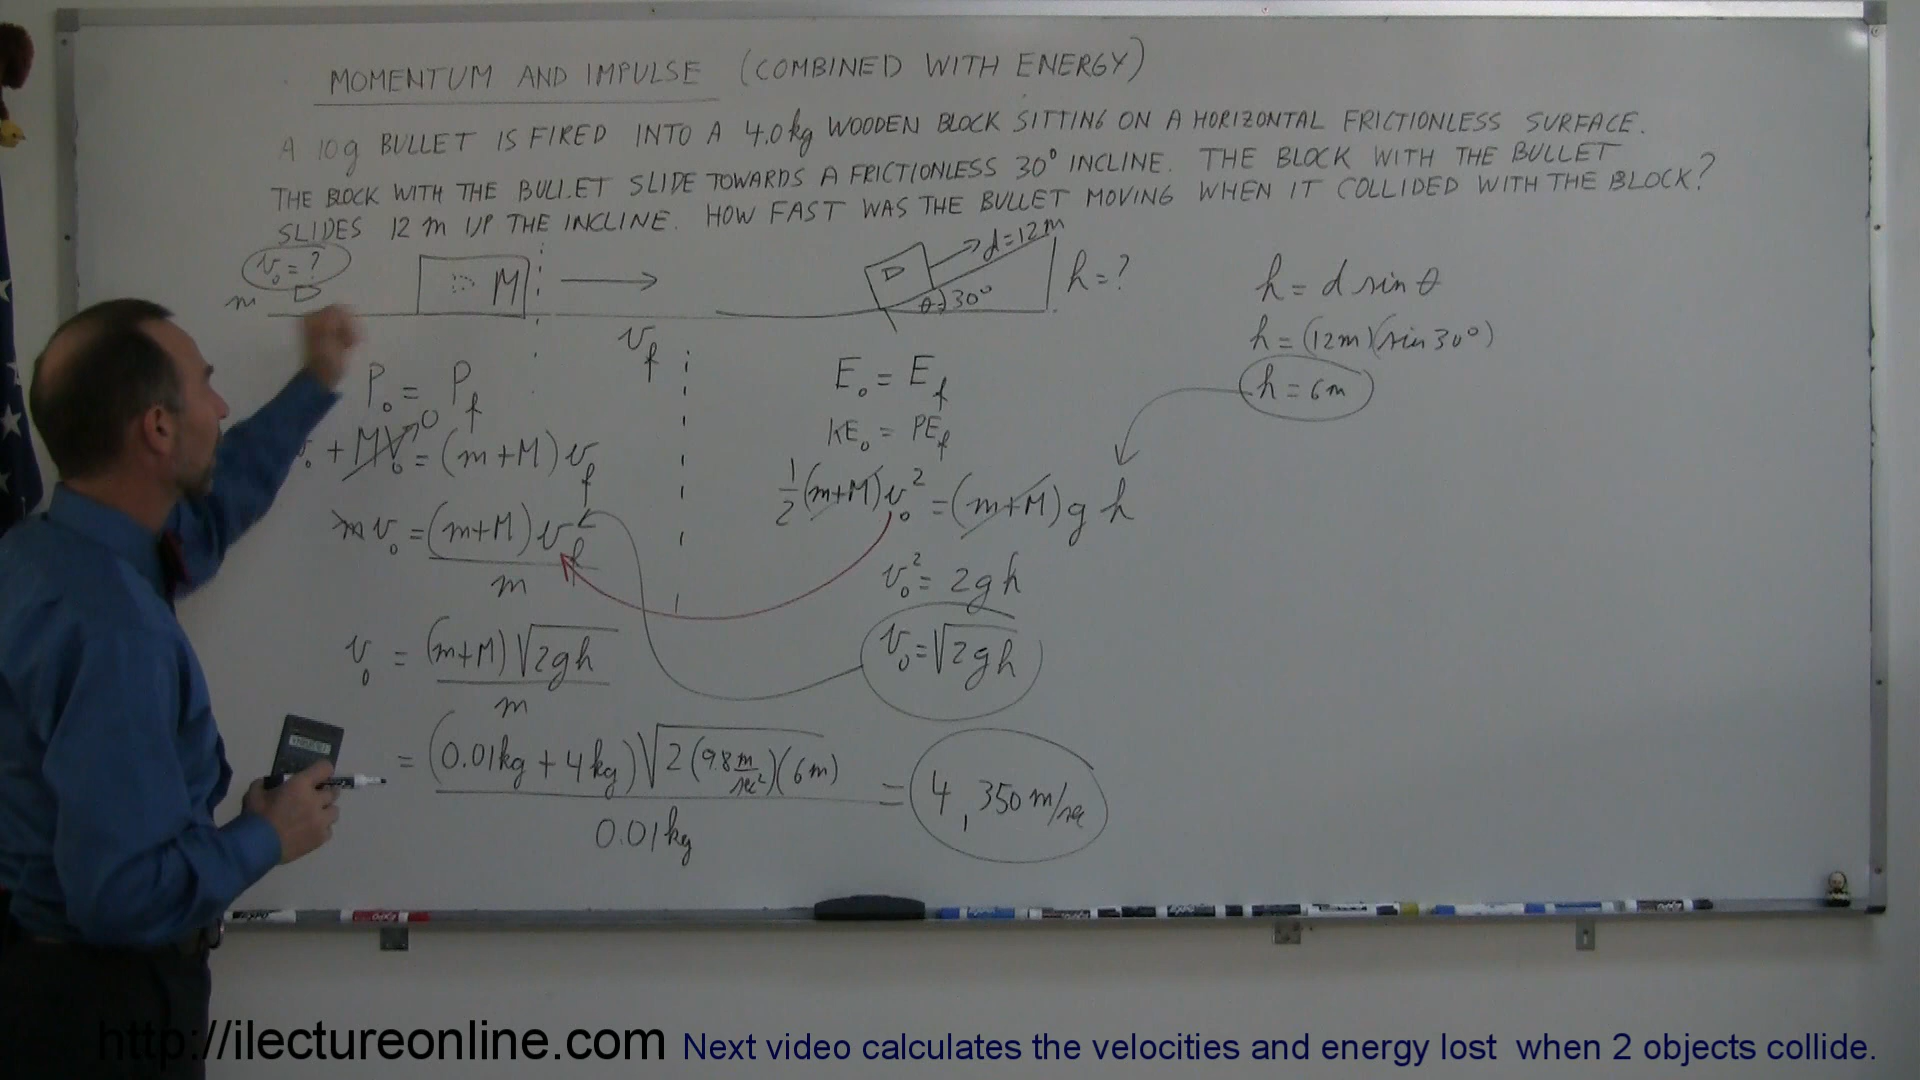 MOMENTUM AND IMPULSE (COMBINED WITH ENERGY)
A 10g BULLET IS FIRED INTO A 4.0kg WOODEN BLOCK SITTING ON A HORIZONTAL FRICTIONLESS SURFACE.
THE BLOCK WITH THE BULLET SLIDE TOWARDS A FRICTIONLESS 30° INCLINE. THE BLOCK WITH THE BULLET
SLIDES 12 m UP THE INCLINE. HOW FAST WAS THE BULLET MOVING WHEN IT COLLIDED WITH THE BLOCK?
v₀ = ?
m
M
d=12m
θ=30°
h=?
v_f
P₀ = P_f
+ MV₀ = (m+M) v_f
0
m v₀ = (m+M) v_f
m
v₀ = (m+M) √2gh
m
= (0.01kg + 4kg) √2(9.8 m/sec²)(6m)
0.01kg
= 4,350 m/sec
E₀ = E_f
KE₀ = PE_f
½(m+M)v₀² = (m+M) g h
v₀² = 2gh
v₀ = √2gh
h = d sin θ
h = (12m)(sin 30°)
h = 6m
EXPO
http://ilectureonline.com Next video calculates the velocities and energy lost when 2 objects collide.